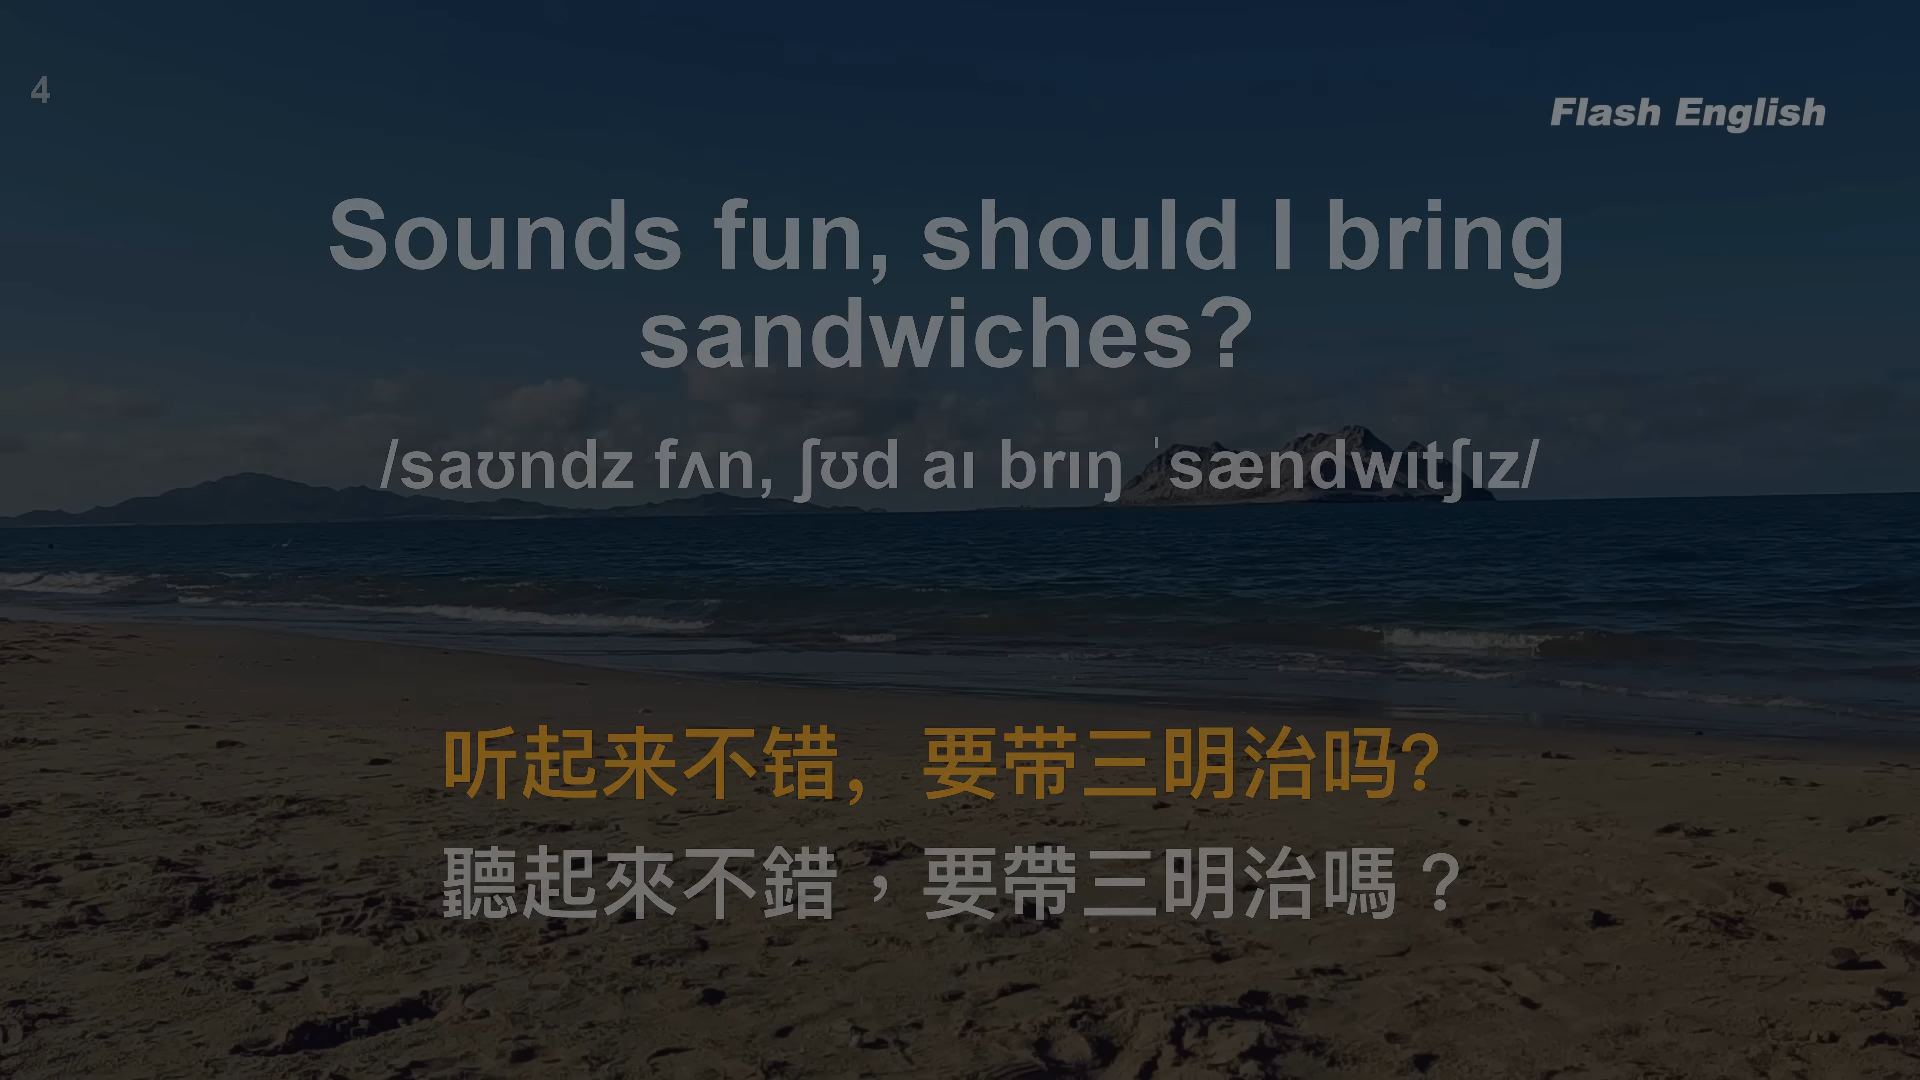 4
Flash English
Sounds fun, should I bring
sandwiches?
/saʊndz fʌn, ʃʊd aɪ brɪŋ ˈsændwɪtʃɪz/
听起来不错，要带三明治吗?
聽起來不錯，要帶三明治嗎？